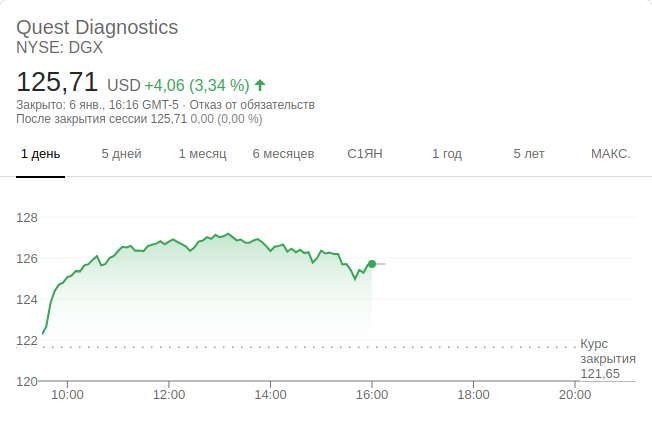 Quest Diagnostics
NYSE: DGX
125,71 USD +4,06 (3,34 %)
Закрыто: 6 янв., 16:16 GMT-5 · Отказ от обязательств
После закрытия сессии 125,71 0,00 (0,00 %)
1 день 5 дней 1 месяц 6 месяцев С1ЯН 1 год 5 лет МАКС.
128
126
124
122
120
Курс
закрытия
121,65
10:00 12:00 14:00 16:00 18:00 20:00